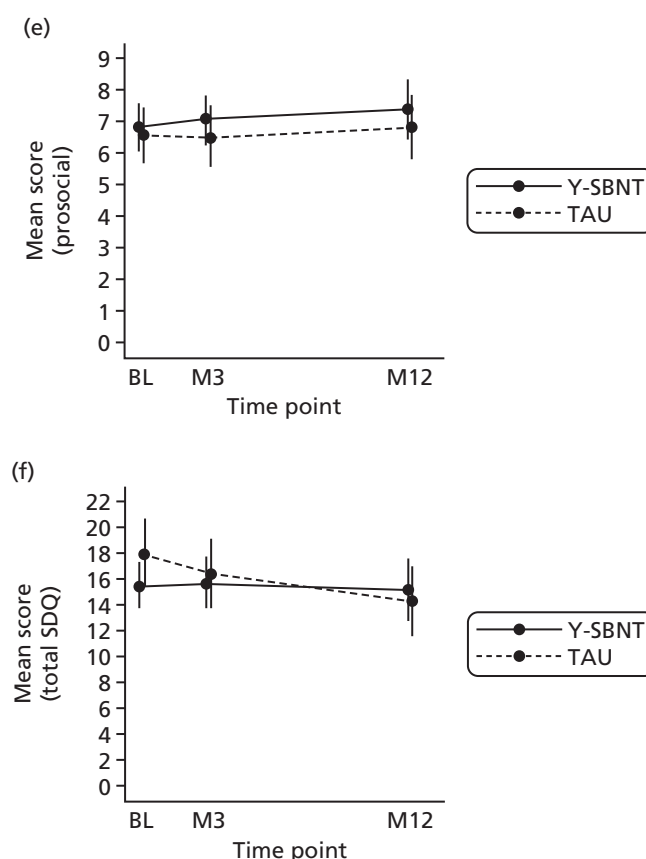 (e)
9
8
7
6
5
4
3
2
1
0
Mean score
(prosocial)
BL M3 M12
Time point
Y-SBNT
TAU
(f)
22
20
18
16
14
12
10
8
6
4
2
0
Mean score
(total SDQ)
BL M3 M12
Time point
Y-SBNT
TAU